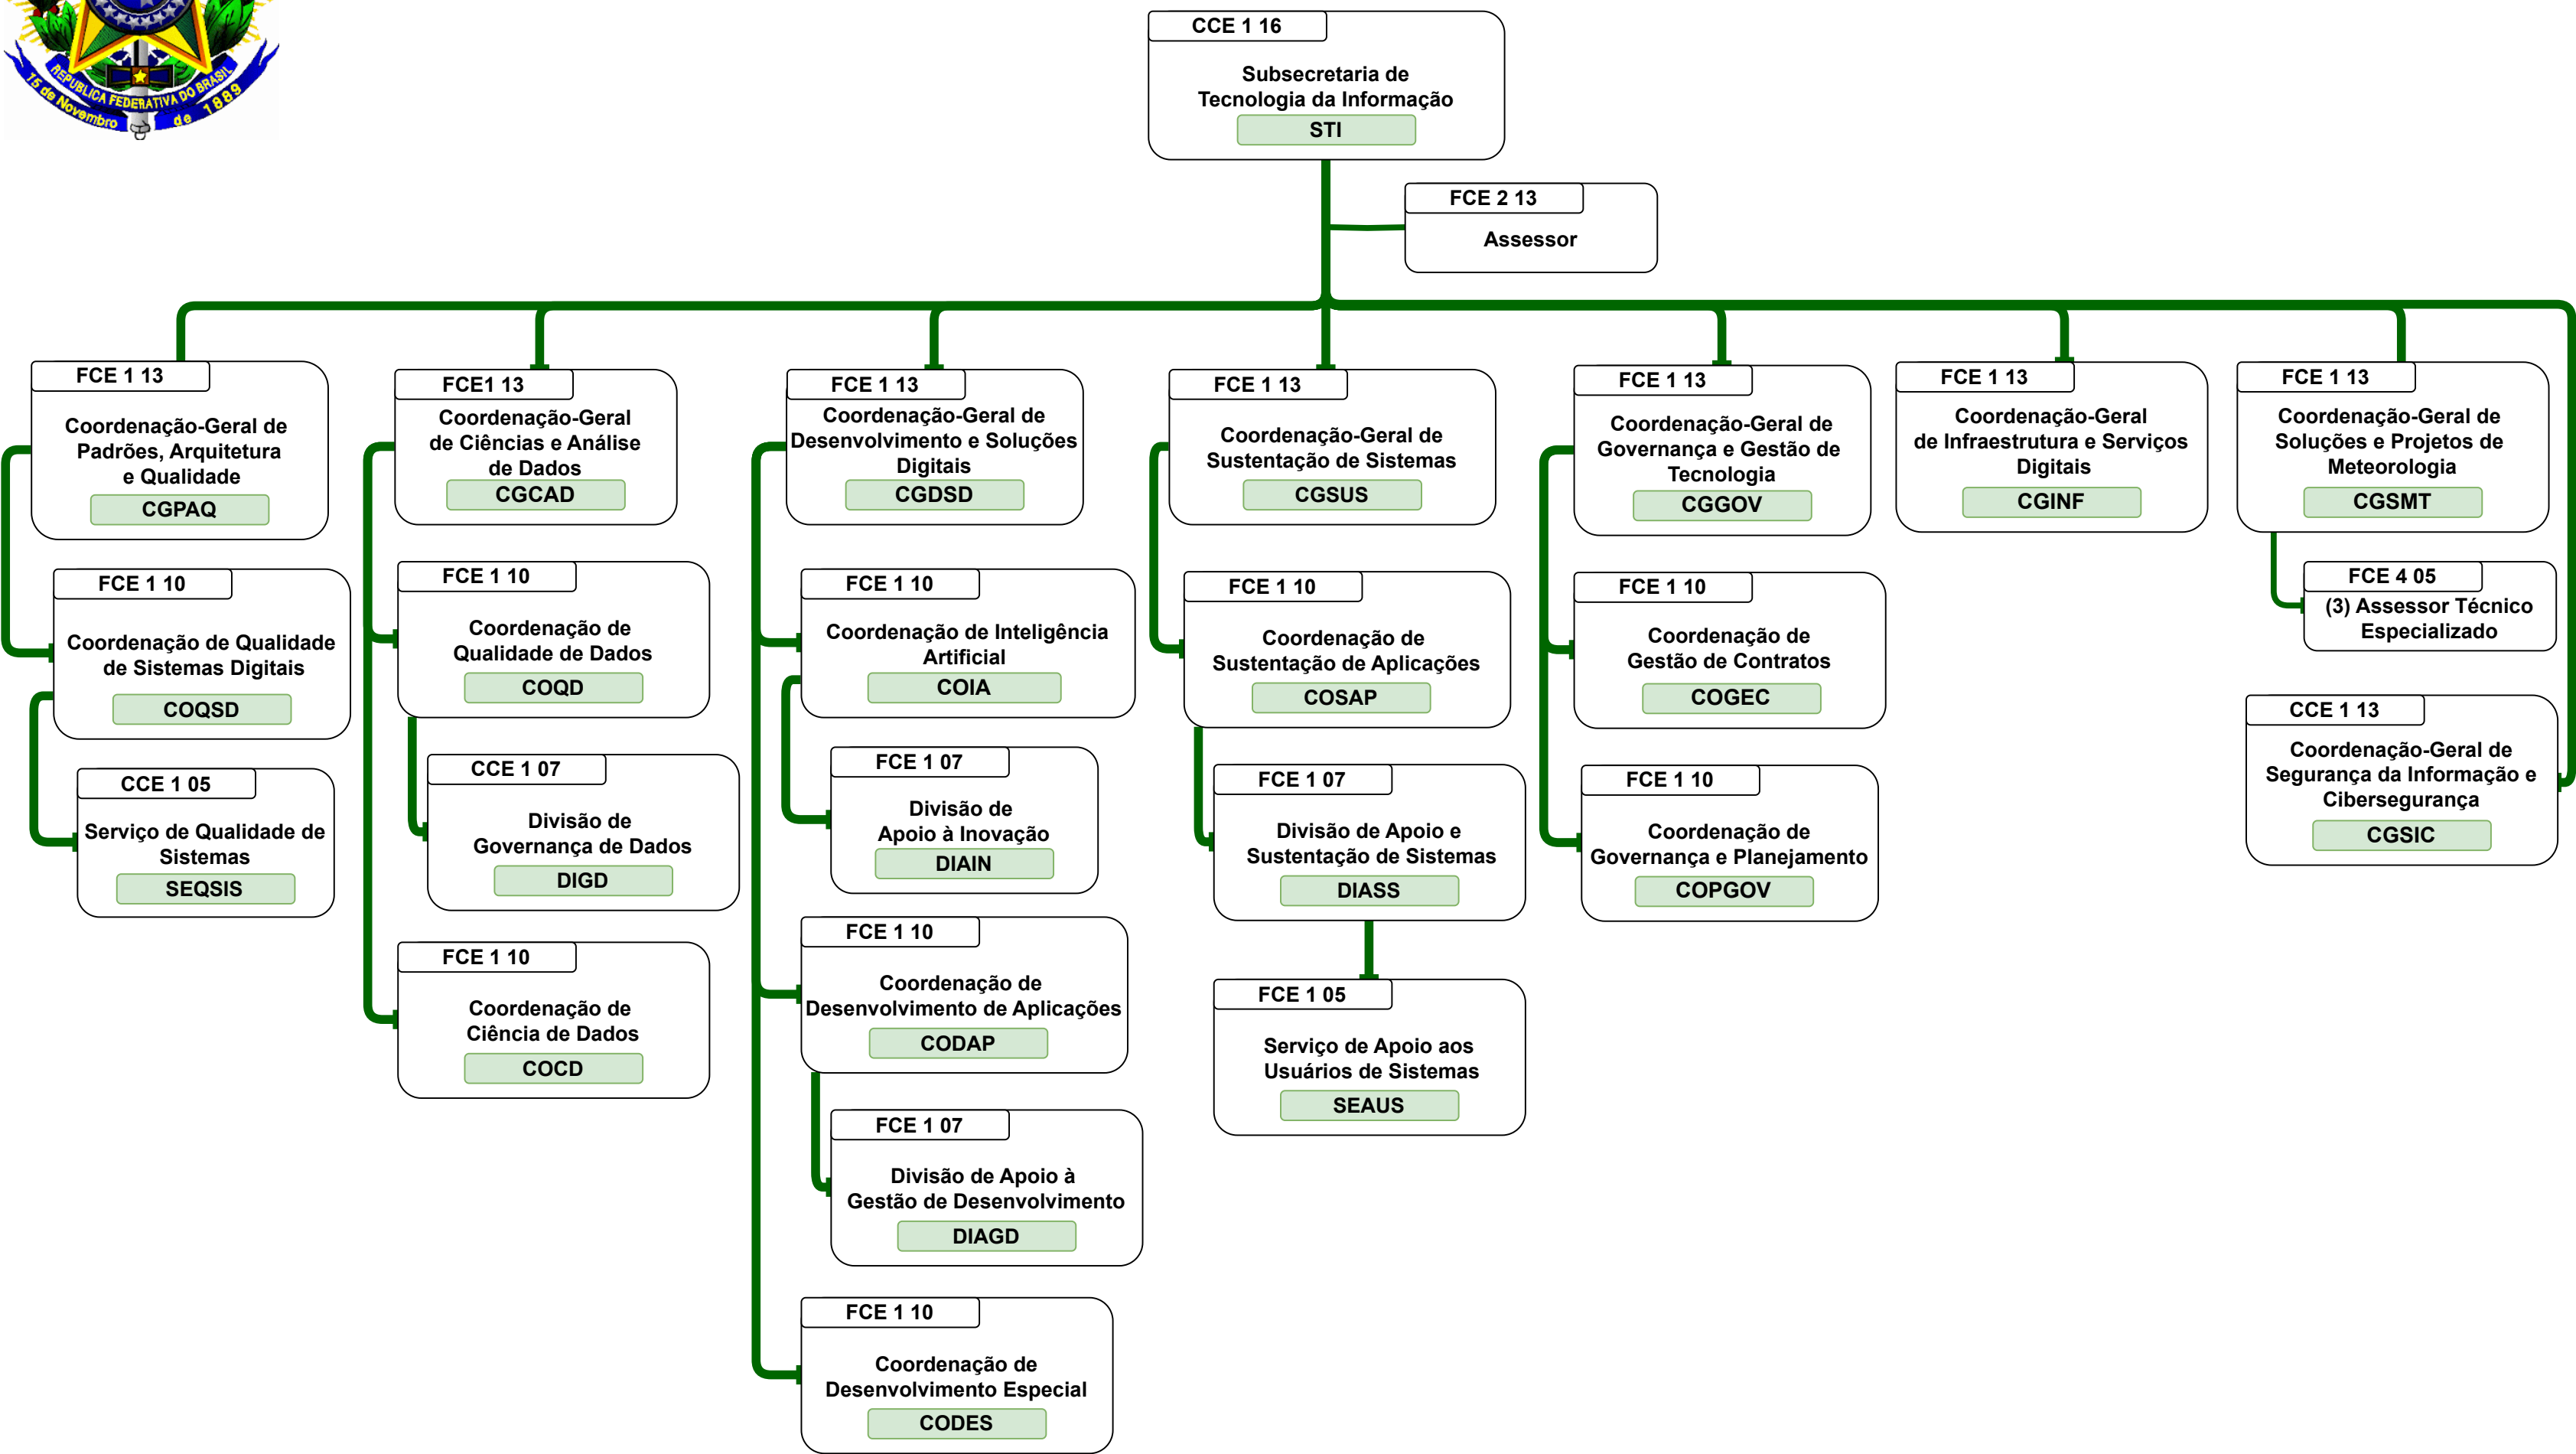 REPUBLICA FEDERATIVA DO BRASIL
15 de Novembro de 1889
CCE 1 16
Subsecretaria de
Tecnologia da Informação
STI
FCE 2 13
Assessor
FCE 1 13
Coordenação-Geral de
Padrões, Arquitetura
e Qualidade
CGPAQ
FCE 1 10
Coordenação de Qualidade
de Sistemas Digitais
COQSD
CCE 1 05
Serviço de Qualidade de
Sistemas
SEQSIS
FCE1 13
Coordenação-Geral
de Ciências e Análise
de Dados
CGCAD
FCE 1 10
Coordenação de
Qualidade de Dados
COQD
CCE 1 07
Divisão de
Governança de Dados
DIGD
FCE 1 10
Coordenação de
Ciência de Dados
COCD
FCE 1 13
Coordenação-Geral de
Desenvolvimento e Soluções
Digitais
CGDSD
FCE 1 10
Coordenação de Inteligência
Artificial
COIA
FCE 1 07
Divisão de
Apoio à Inovação
DIAIN
FCE 1 10
Coordenação de
Desenvolvimento de Aplicações
CODAP
FCE 1 07
Divisão de Apoio à
Gestão de Desenvolvimento
DIAGD
FCE 1 10
Coordenação de
Desenvolvimento Especial
CODES
FCE 1 13
Coordenação-Geral de
Sustentação de Sistemas
CGSUS
FCE 1 10
Coordenação de
Sustentação de Aplicações
COSAP
FCE 1 07
Divisão de Apoio e
Sustentação de Sistemas
DIASS
FCE 1 05
Serviço de Apoio aos
Usuários de Sistemas
SEAUS
FCE 1 13
Coordenação-Geral de
Governança e Gestão de
Tecnologia
CGGOV
FCE 1 10
Coordenação de
Gestão de Contratos
COGEC
FCE 1 10
Coordenação de
Governança e Planejamento
COPGOV
FCE 1 13
Coordenação-Geral
de Infraestrutura e Serviços
Digitais
CGINF
FCE 1 13
Coordenação-Geral de
Soluções e Projetos de
Meteorologia
CGSMT
FCE 4 05
(3) Assessor Técnico
Especializado
CCE 1 13
Coordenação-Geral de
Segurança da Informação e
Cibersegurança
CGSIC